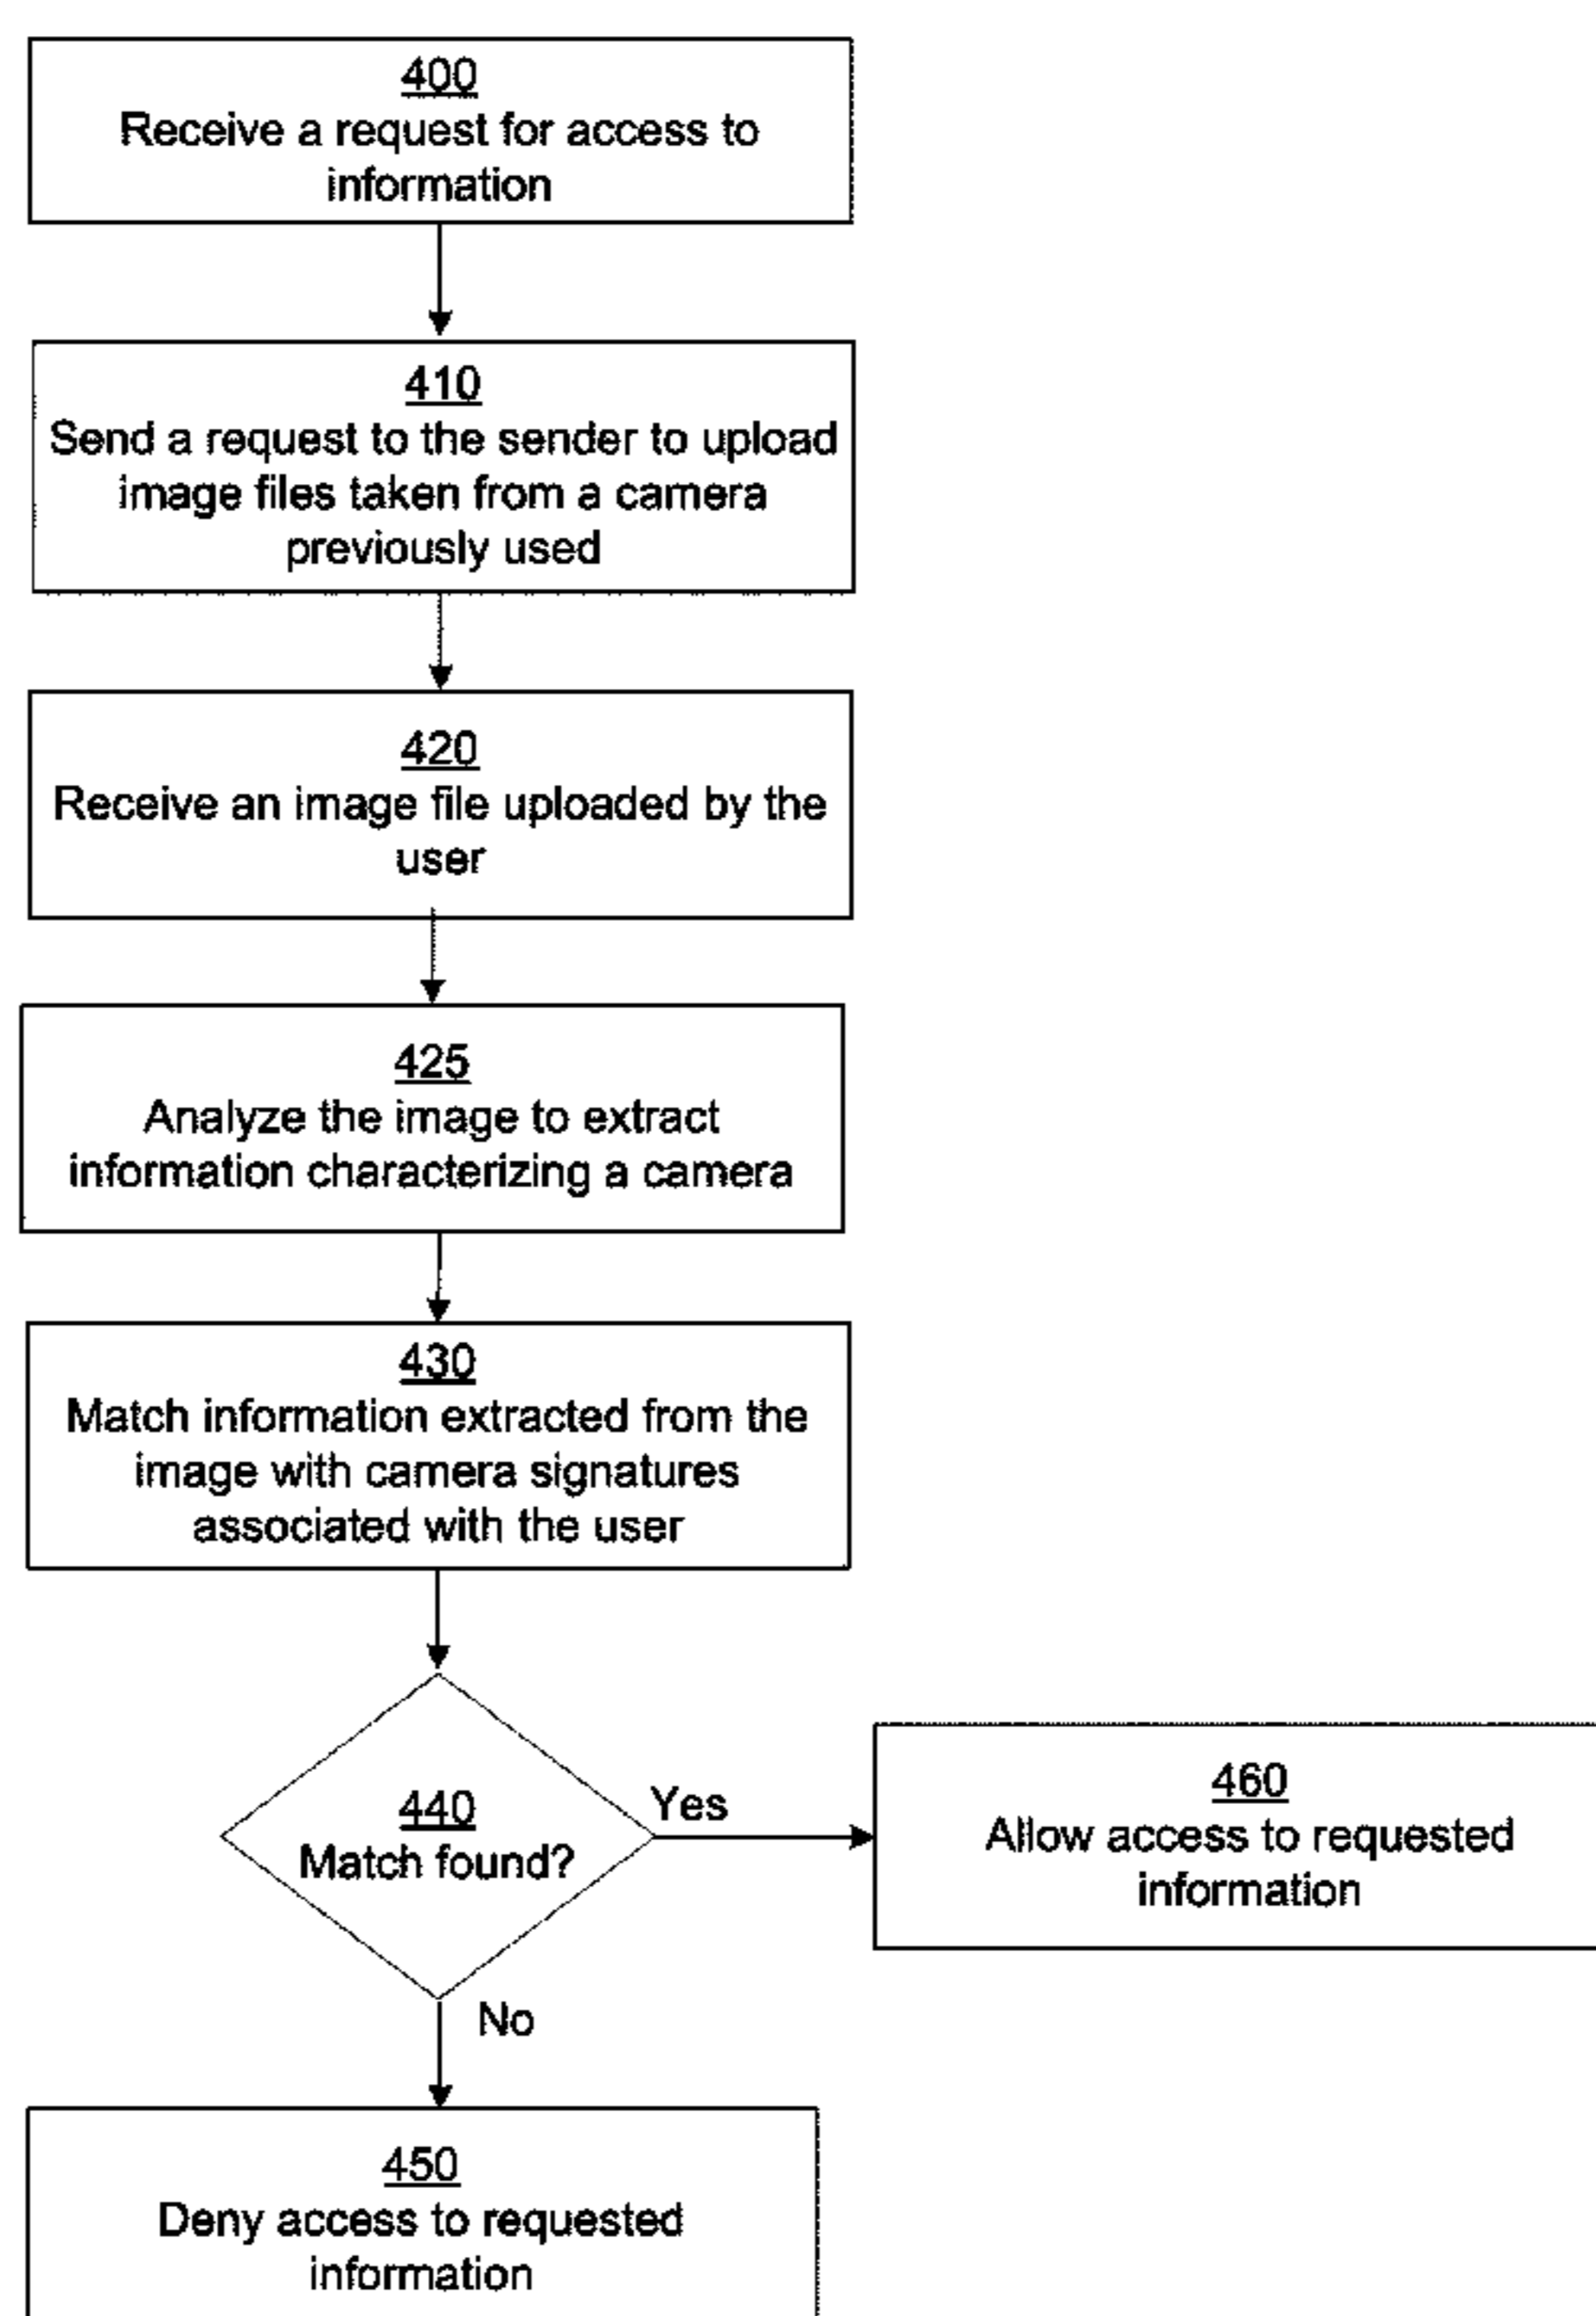 400
Receive a request for access to
information
410
Send a request to the sender to upload
image files taken from a camera
previously used
420
Receive an image file uploaded by the
user
425
Analyze the image to extract
information characterizing a camera
430
Match information extracted from the
image with camera signatures
associated with the user
440
Match found?
Yes
460
Allow access to requested
information
No
450
Deny access to requested
information